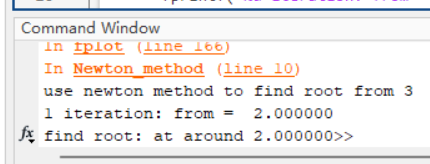 Command Window
In fplot (line 166)
In Newton_method (line 10)
use newton method to find root from 3
1 iteration: from =  2.000000
fx find root: at around 2.000000>>